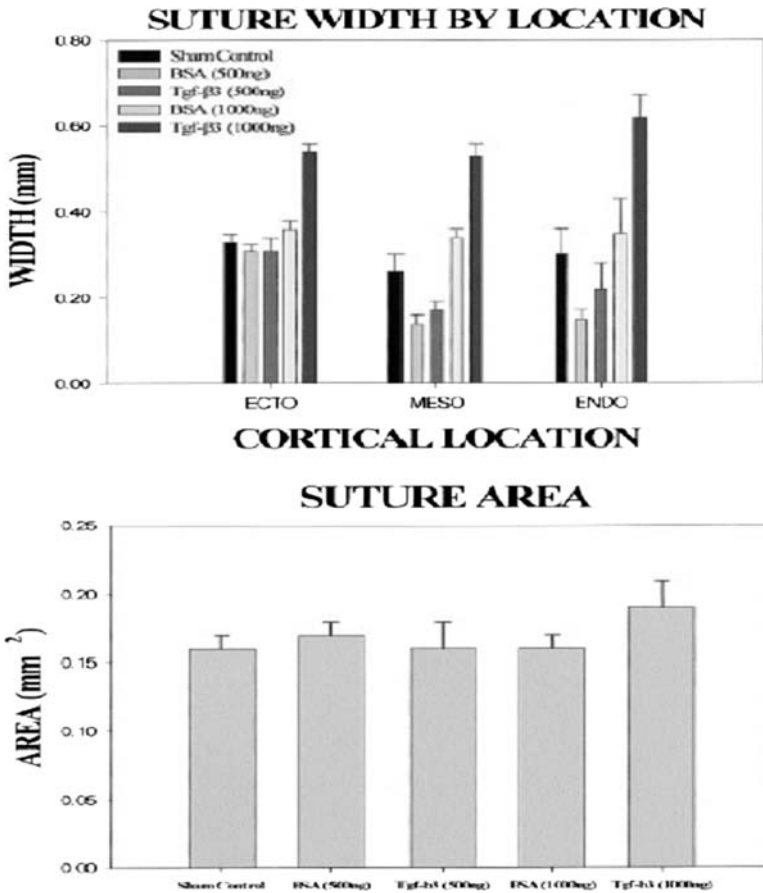 SUTURE WIDTH BY LOCATION
0.80
Sham Control
BSA (500ng)
Tgf-β3 (500ng)
BSA (1000ng)
Tgf-β3 (1000ng)
0.60
0.40
0.20
0.00
WIDTH (mm)
ECTO MESO ENDO
CORTICAL LOCATION
SUTURE AREA
0.25
0.20
0.15
0.10
0.05
0.00
AREA (mm²)
Sham Control BSA (500ng) Tgf-b3 (500ng) BSA (1000ng) Tgf-b3 (1000ng)